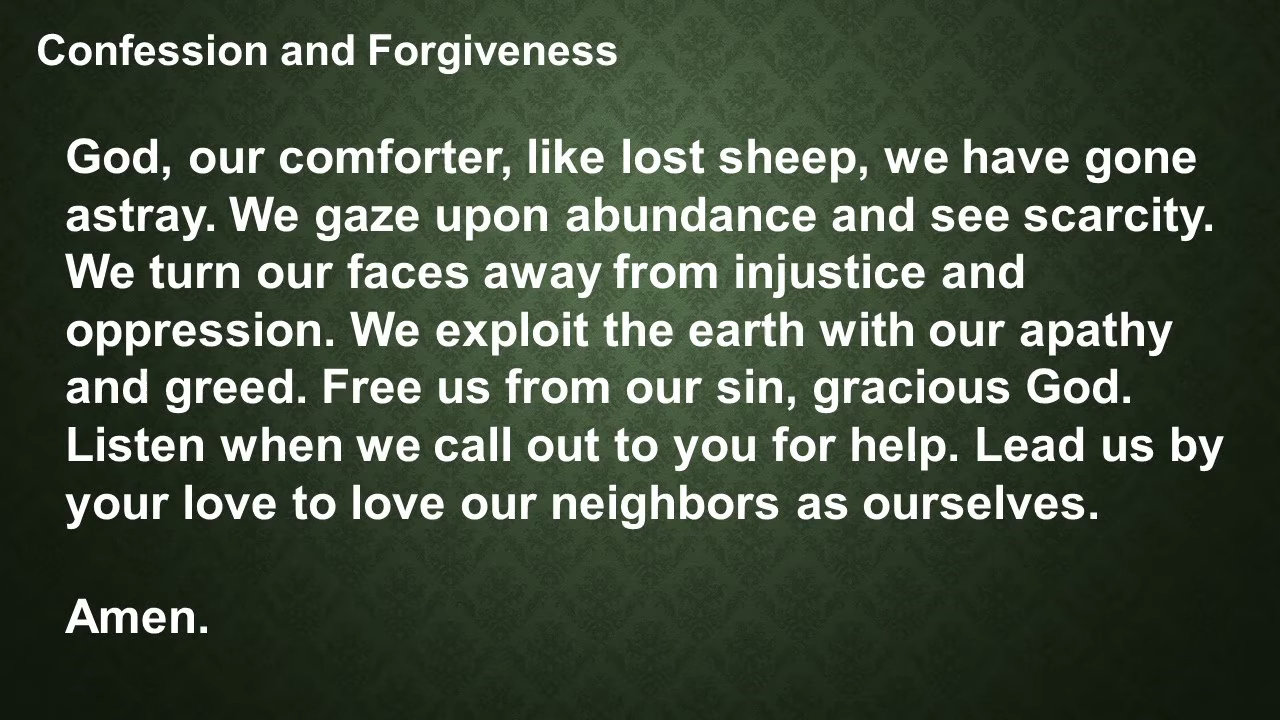 Confession and Forgiveness
God, our comforter, like lost sheep, we have gone
astray. We gaze upon abundance and see scarcity.
We turn our faces away from injustice and
oppression. We exploit the earth with our apathy
and greed. Free us from our sin, gracious God.
Listen when we call out to you for help. Lead us by
your love to love our neighbors as ourselves.
Amen.